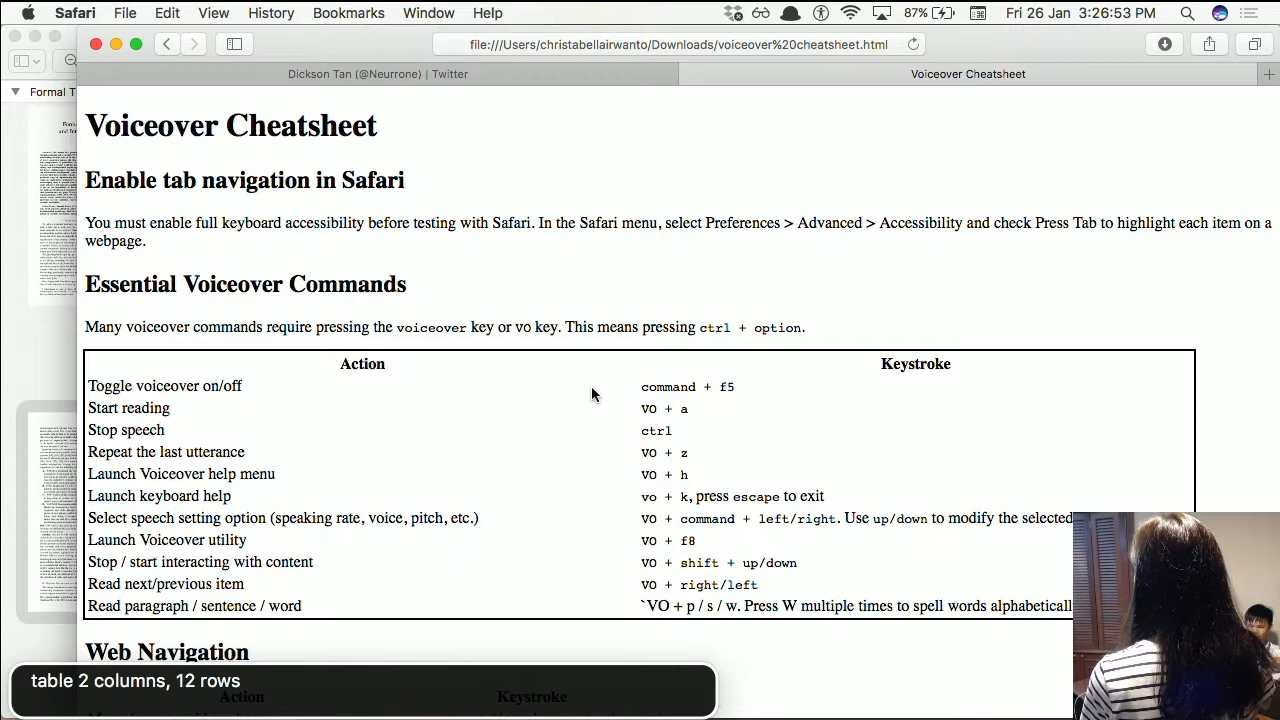 Safari File Edit View History Bookmarks Window Help 87% Fri 26 Jan 3:26:53 PM
file:///Users/christabellairwanto/Downloads/voiceover%20cheatsheet.html
Dickson Tan (@Neurrone) | Twitter Voiceover Cheatsheet
Formal T
Voiceover Cheatsheet
Enable tab navigation in Safari
You must enable full keyboard accessibility before testing with Safari. In the Safari menu, select Preferences > Advanced > Accessibility and check Press Tab to highlight each item on a
webpage.
Essential Voiceover Commands
Many voiceover commands require pressing the voiceover key or vo key. This means pressing ctrl + option.
Action Keystroke
Toggle voiceover on/off command + f5
Start reading VO + a
Stop speech ctrl
Repeat the last utterance VO + z
Launch Voiceover help menu VO + h
Launch keyboard help vo + k, press escape to exit
Select speech setting option (speaking rate, voice, pitch, etc.) VO + command + left/right. Use up/down to modify the selected
Launch Voiceover utility VO + f8
Stop / start interacting with content VO + shift + up/down
Read next/previous item VO + right/left
Read paragraph / sentence / word `VO + p / s / w. Press W multiple times to spell words alphabeticall
Web Navigation
Action Keystroke
table 2 columns, 12 rows